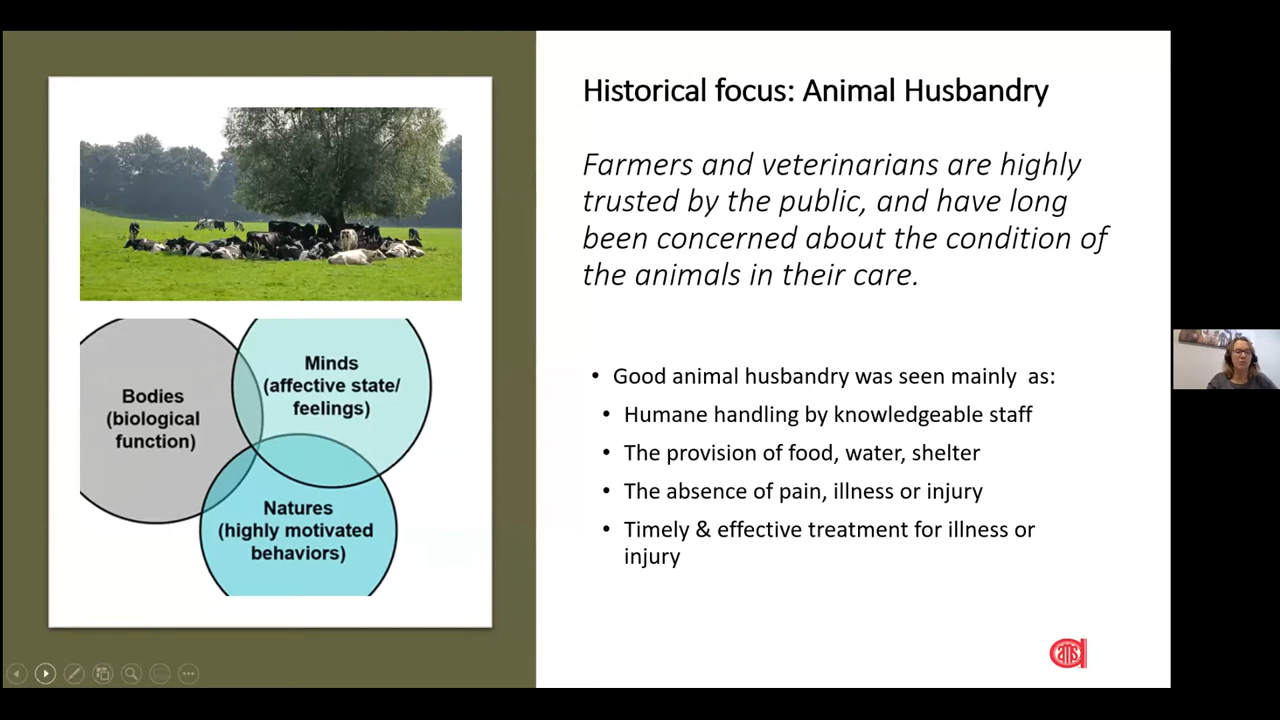 Historical focus: Animal Husbandry
Farmers and veterinarians are highly
trusted by the public, and have long
been concerned about the condition of
the animals in their care.
• Good animal husbandry was seen mainly as:
• Humane handling by knowledgeable staff
• The provision of food, water, shelter
• The absence of pain, illness or injury
• Timely & effective treatment for illness or
injury
Bodies
(biological
function)
Minds
(affective state/
feelings)
Natures
(highly motivated
behaviors)
ams